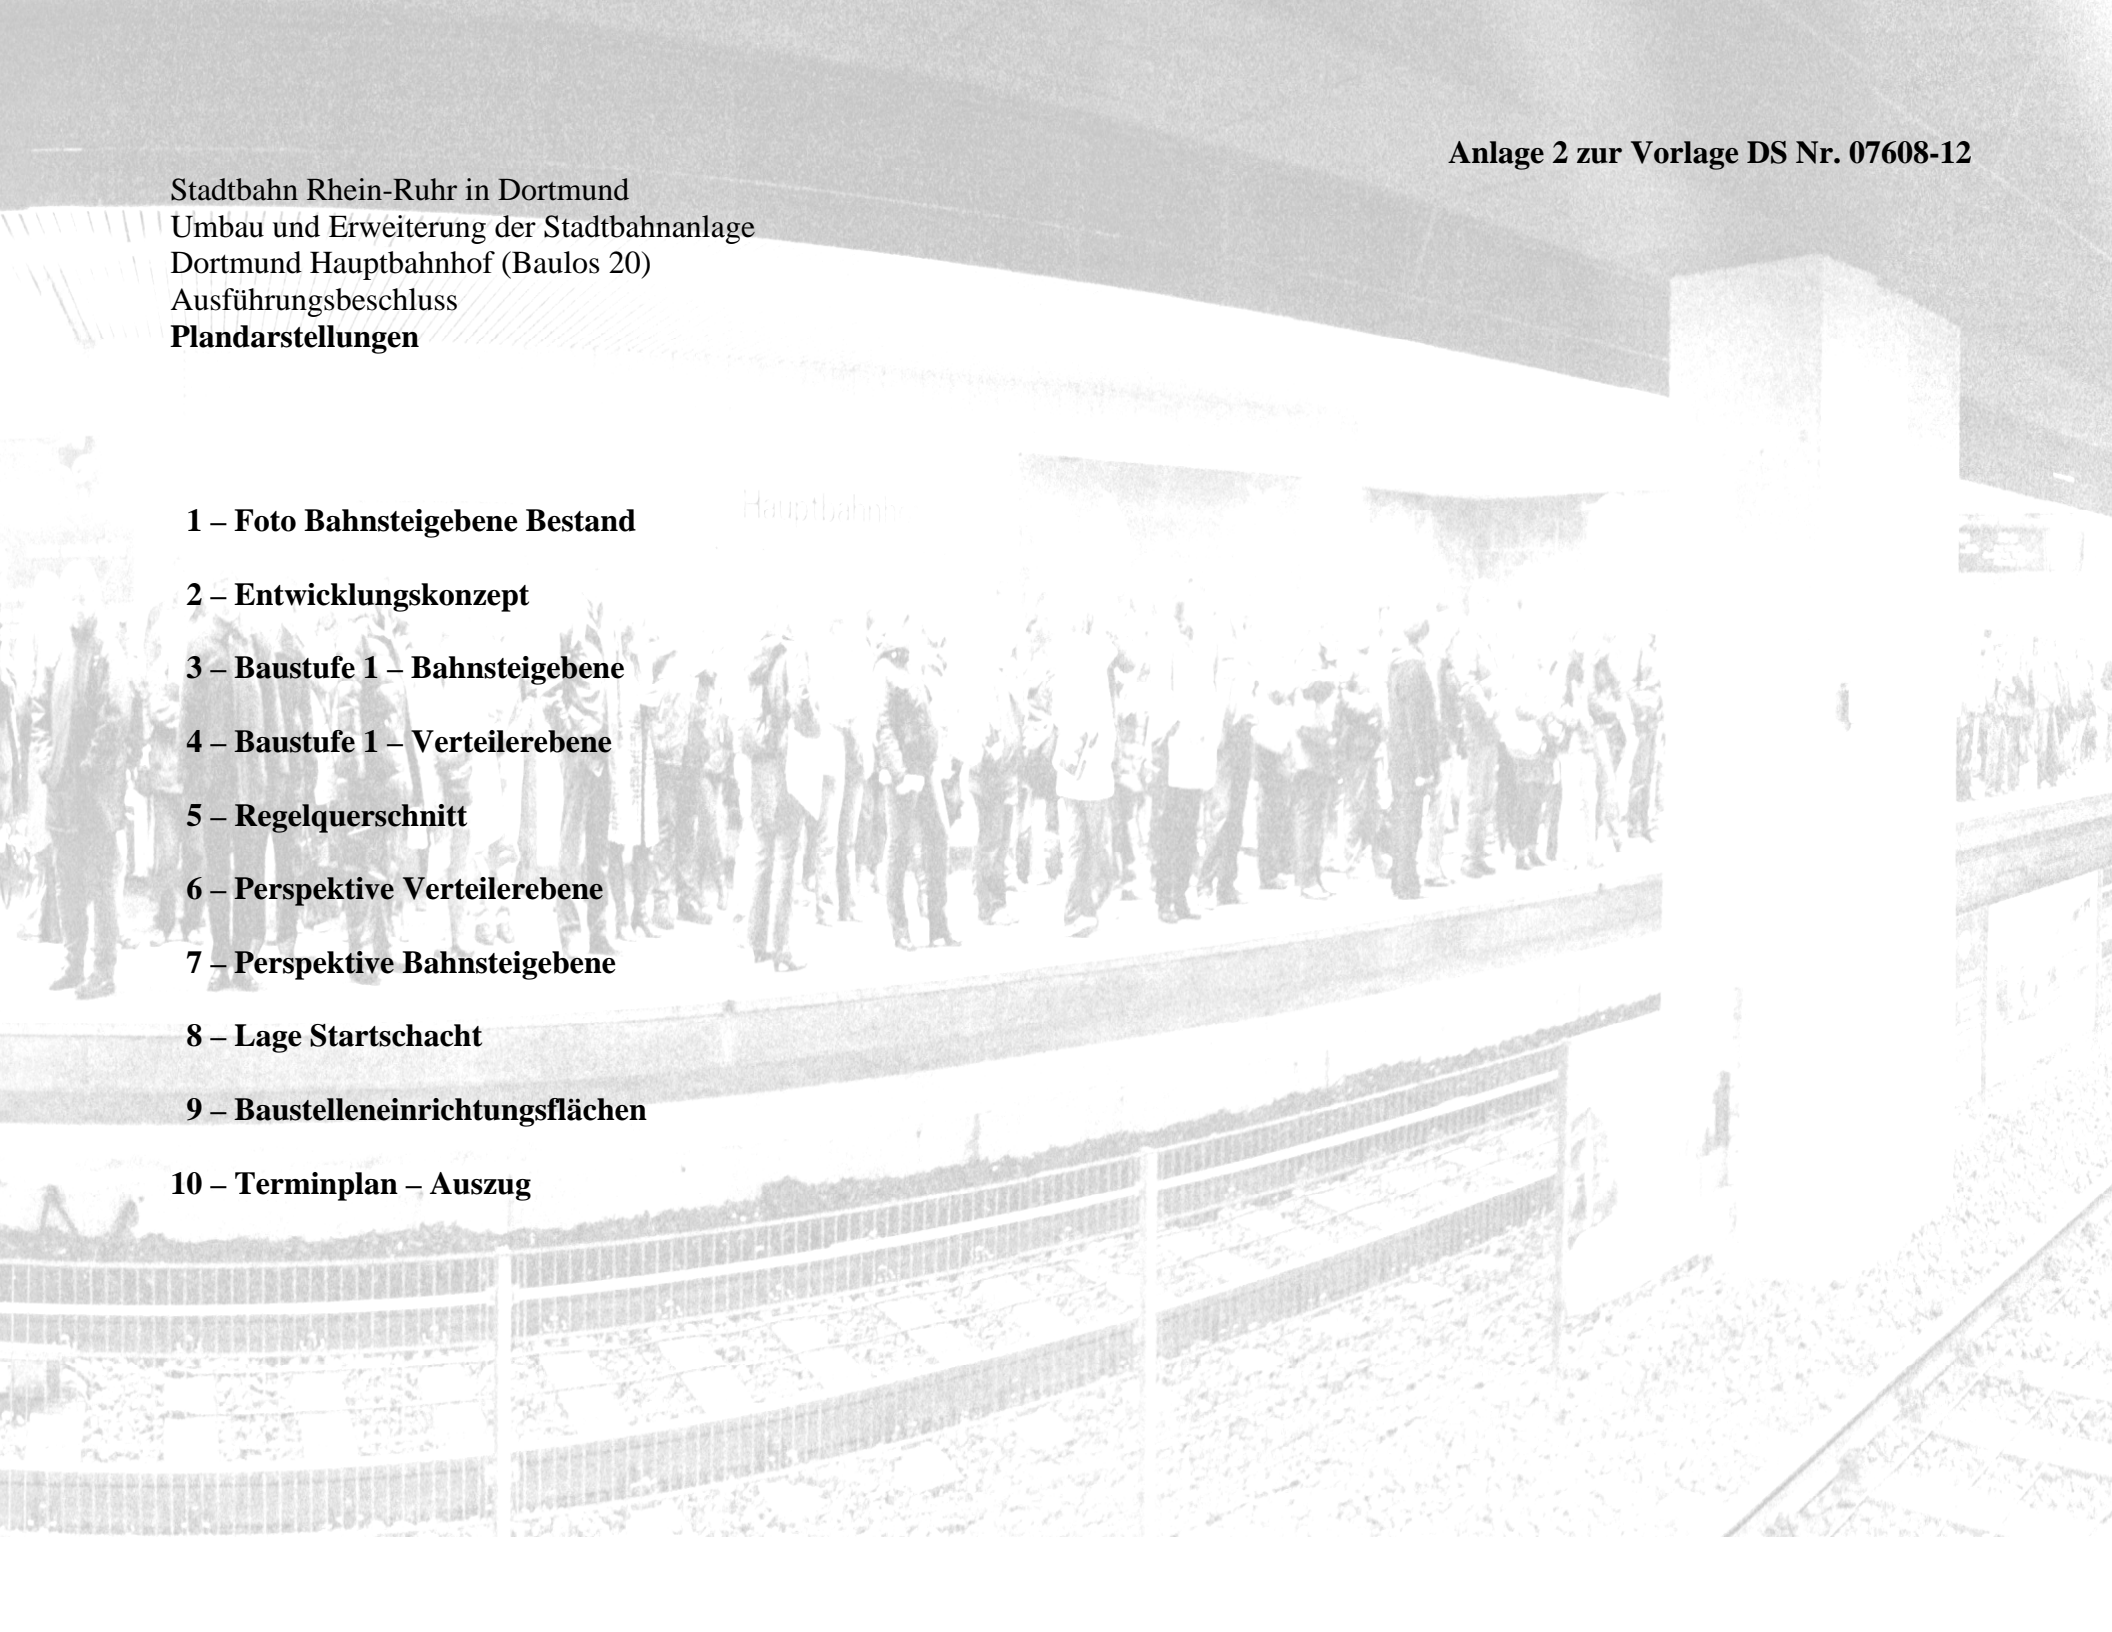 Anlage 2 zur Vorlage DS Nr. 07608-12
Stadtbahn Rhein-Ruhr in Dortmund
Umbau und Erweiterung der Stadtbahnanlage
Dortmund Hauptbahnhof (Baulos 20)
Ausführungsbeschluss
Plandarstellungen
1 – Foto Bahnsteigebene Bestand
2 – Entwicklungskonzept
3 – Baustufe 1 – Bahnsteigebene
4 – Baustufe 1 – Verteilerebene
5 – Regelquerschnitt
6 – Perspektive Verteilerebene
7 – Perspektive Bahnsteigebene
8 – Lage Startschacht
9 – Baustelleneinrichtungsflächen
10 – Terminplan – Auszug